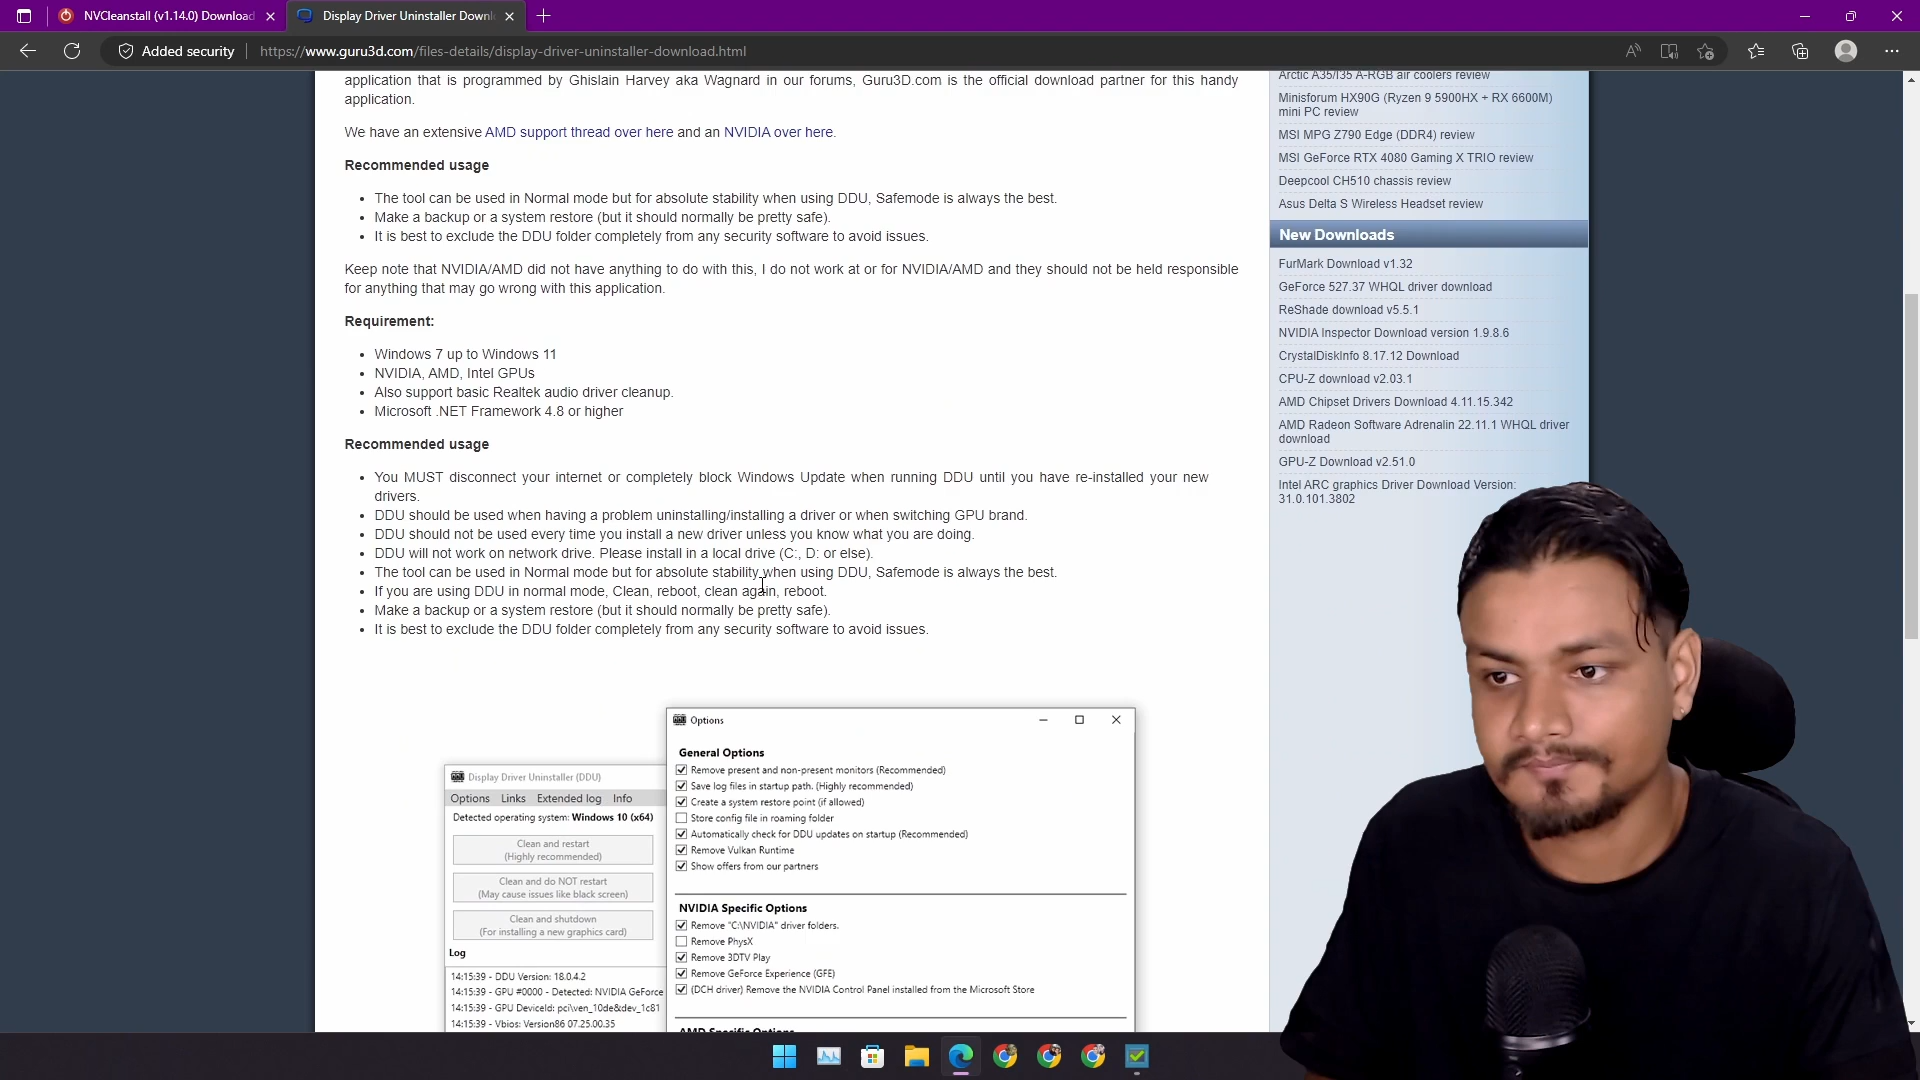 NVCleanstall (v1.14.0) Download
Display Driver Uninstaller Downl
Added security
https://www.guru3d.com/files-details/display-driver-uninstaller-download.html
application that is programmed by Ghislain Harvey aka Wagnard in our forums, Guru3D.com is the official download partner for this handy
application.
We have an extensive AMD support thread over here and an NVIDIA over here.
Recommended usage
The tool can be used in Normal mode but for absolute stability when using DDU, Safemode is always the best.
Make a backup or a system restore (but it should normally be pretty safe).
It is best to exclude the DDU folder completely from any security software to avoid issues.
Keep note that NVIDIA/AMD did not have anything to do with this, I do not work at or for NVIDIA/AMD and they should not be held responsible
for anything that may go wrong with this application.
Requirement:
Windows 7 up to Windows 11
NVIDIA, AMD, Intel GPUs
Also support basic Realtek audio driver cleanup.
Microsoft .NET Framework 4.8 or higher
Recommended usage
You MUST disconnect your internet or completely block Windows Update when running DDU until you have re-installed your new
drivers.
DDU should be used when having a problem uninstalling/installing a driver or when switching GPU brand.
DDU should not be used every time you install a new driver unless you know what you are doing.
DDU will not work on network drive. Please install in a local drive (C:, D: or else).
The tool can be used in Normal mode but for absolute stability when using DDU, Safemode is always the best.
If you are using DDU in normal mode, Clean, reboot, clean again, reboot.
Make a backup or a system restore (but it should normally be pretty safe).
It is best to exclude the DDU folder completely from any security software to avoid issues.
Display Driver Uninstaller (DDU)
Options Links Extended log Info
Detected operating system: Windows 10 (x64)
Clean and restart
(Highly recommended)
Clean and do NOT restart
(May cause issues like black screen)
Clean and shutdown
(For installing a new graphics card)
Log
14:15:39 - DDU Version: 18.0.4.2
14:15:39 - GPU #0000 - Detected: NVIDIA GeForce
14:15:39 - GPU DeviceId: pci\ven_10de&dev_1c81
14:15:39 - Vbios: Version86 07.25.00.35
Options
General Options
Remove present and non-present monitors (Recommended)
Save log files in startup path. (Highly recommended)
Create a system restore point (if allowed)
Store config file in roaming folder
Automatically check for DDU updates on startup (Recommended)
Remove Vulkan Runtime
Show offers from our partners
NVIDIA Specific Options
Remove "C:\NVIDIA" driver folders.
Remove PhysX
Remove 3DTV Play
Remove GeForce Experience (GFE)
(DCH driver) Remove the NVIDIA Control Panel installed from the Microsoft Store
AMD Specific Options
Arctic A35/I35 A-RGB air coolers review
Minisforum HX90G (Ryzen 9 5900HX + RX 6600M)
mini PC review
MSI MPG Z790 Edge (DDR4) review
MSI GeForce RTX 4080 Gaming X TRIO review
Deepcool CH510 chassis review
Asus Delta S Wireless Headset review
New Downloads
FurMark Download v1.32
GeForce 527.37 WHQL driver download
ReShade download v5.5.1
NVIDIA Inspector Download version 1.9.8.6
CrystalDiskInfo 8.17.12 Download
CPU-Z download v2.03.1
AMD Chipset Drivers Download 4.11.15.342
AMD Radeon Software Adrenalin 22.11.1 WHQL driver
download
GPU-Z Download v2.51.0
Intel ARC graphics Driver Download Version:
31.0.101.3802